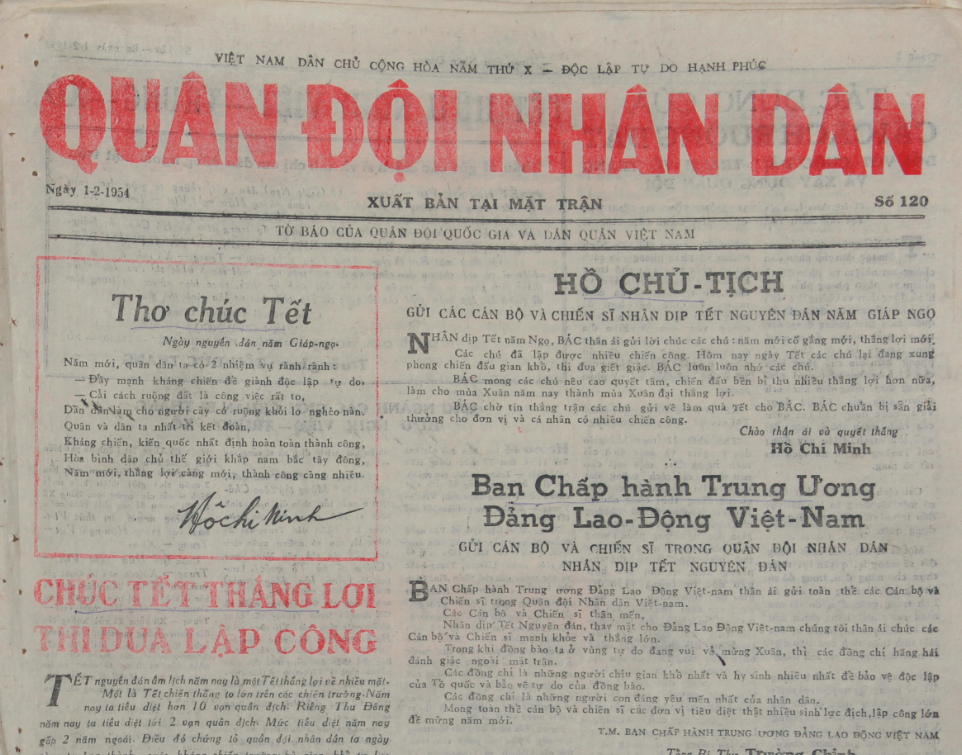 VIỆT NAM DÂN CHỦ CỘNG HÒA NĂM THỨ X — ĐỘC LẬP TỰ DO HẠNH PHÚC
QUÂN ĐỘI NHÂN DÂN
Ngày 1-2-1954
XUẤT BẢN TẠI MẶT TRẬN
Số 120
TỜ BÁO CỦA QUÂN ĐỘI QUỐC GIA VÀ DÂN QUÂN VIỆT NAM
Thơ chúc Tết
Ngày nguyên đán năm Giáp-ngọ.
Năm mới, quân dân ta có 2 nhiệm vụ rành rành:
— Đẩy mạnh kháng chiến để giành độc lập tự do.
— Cải cách ruộng đất là công việc rất to,
Dần dần làm cho người cày có ruộng khỏi lo nghèo nàn.
Quân và dân ta nhất trí kết đoàn,
Kháng chiến, kiến quốc nhất định hoàn toàn thành công,
Hòa bình dân chủ thế giới khắp nam bắc tây đông,
Năm mới, thắng lợi càng mới, thành công càng nhiều.
Hồ Chí Minh
CHÚC TẾT THẮNG LỢI
THI ĐUA LẬP CÔNG
TẾT nguyên đán âm lịch năm nay là một Tết thắng lợi về nhiều mặt.
Một là Tết chiến thắng to lớn trên các chiến trường. Năm
nay ta tiêu diệt hơn 10 vạn quân địch. Riêng Thu Đông
năm nay ta tiêu diệt tới 2 vạn quân địch. Mức tiêu diệt năm nay
gấp 2 năm ngoái. Điều đó chứng tỏ quân đội nhân dân ta ngày
HỒ CHỦ-TỊCH
GỬI CÁC CÁN BỘ VÀ CHIẾN SĨ NHÂN DỊP TẾT NGUYÊN ĐÁN NĂM GIÁP NGỌ
NHÂN dịp Tết năm Ngọ, BÁC thân ái gửi lời chúc các chú: năm mới cố gắng mới, thắng lợi mới.
Các chú đã lập được nhiều chiến công. Hôm nay ngày Tết các chú lại đang xung
phong chiến đấu gian khổ, thi đua giết giặc. BÁC luôn luôn nhớ các chú.
BÁC mong các chú nêu cao quyết tâm, chiến đấu bền bỉ thu nhiều thắng lợi hơn nữa,
làm cho mùa Xuân năm nay thành mùa Xuân đại thắng lợi.
BÁC chờ tin thắng trận các chú gửi về làm quà Tết cho BÁC. BÁC chuẩn bị sẵn giải
thưởng cho đơn vị và cá nhân có nhiều chiến công.
Chào thân ái và quyết thắng
Hồ Chí Minh
Ban Chấp hành Trung Ương
Đảng Lao-Động Việt-Nam
GỬI CÁN BỘ VÀ CHIẾN SĨ TRONG QUÂN ĐỘI NHÂN DÂN
NHÂN DỊP TẾT NGUYÊN ĐÁN
BAN Chấp hành Trung ương Đảng Lao Động Việt-nam thân ái gửi toàn thể các Cán bộ và
Chiến sĩ trong Quân đội Nhân dân Việt-nam.
Các Cán bộ và Chiến sĩ thân mến,
Nhân dịp Tết Nguyên đán, thay mặt cho Đảng Lao Động Việt-nam chúng tôi thân ái chúc các
Cán bộ và Chiến sĩ mạnh khỏe và thắng lớn.
Trong khi đồng bào ta ở vùng tự do đang vui vẻ mừng Xuân, thì các đồng chí hăng hái
đánh giặc ngoài mặt trận.
Các đồng chí là những người chịu gian khổ nhất và hy sinh nhiều nhất để bảo vệ độc lập
của Tổ quốc và bảo vệ tự do của đồng bào.
Các đồng chí là những người con đáng yêu mến nhất của nhân dân.
Mong toàn thể cán bộ và chiến sĩ các đơn vị tiêu diệt thật nhiều sinh lực địch, lập công lớn
để mừng năm mới.
T.M. BAN CHẤP HÀNH TRUNG ƯƠNG ĐẢNG LAO ĐỘNG VIỆT NAM
Tổng Bí Thư Trường Chinh